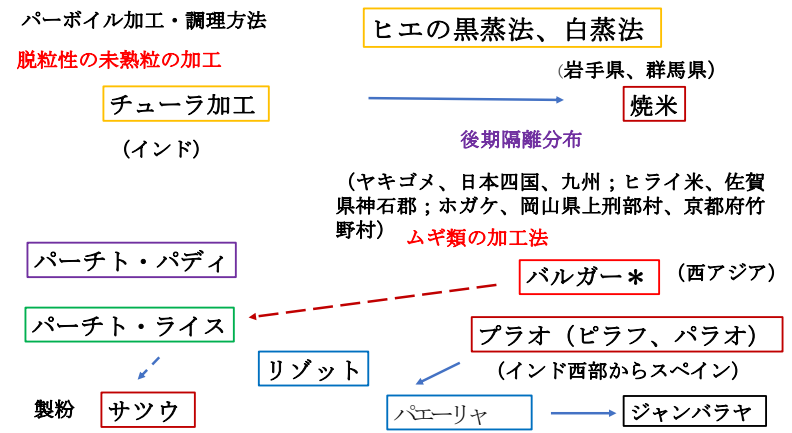 パーボイル加工・調理方法
ヒエの黒蒸法、白蒸法
脱粒性の未熟粒の加工
（岩手県、群馬県）
チューラ加工
焼米
（インド）
後期隔離分布
（ヤキゴメ、日本四国、九州；ヒライ米、佐賀
県神石郡；ホガケ、岡山県上刑部村、京都府竹
野村）
ムギ類の加工法
パーチト・パディ
バルガー＊
（西アジア）
パーチト・ライス
プラオ（ピラフ、パラオ）
リゾット
（インド西部からスペイン）
製粉
サツウ
パエーリャ
ジャンバラヤ